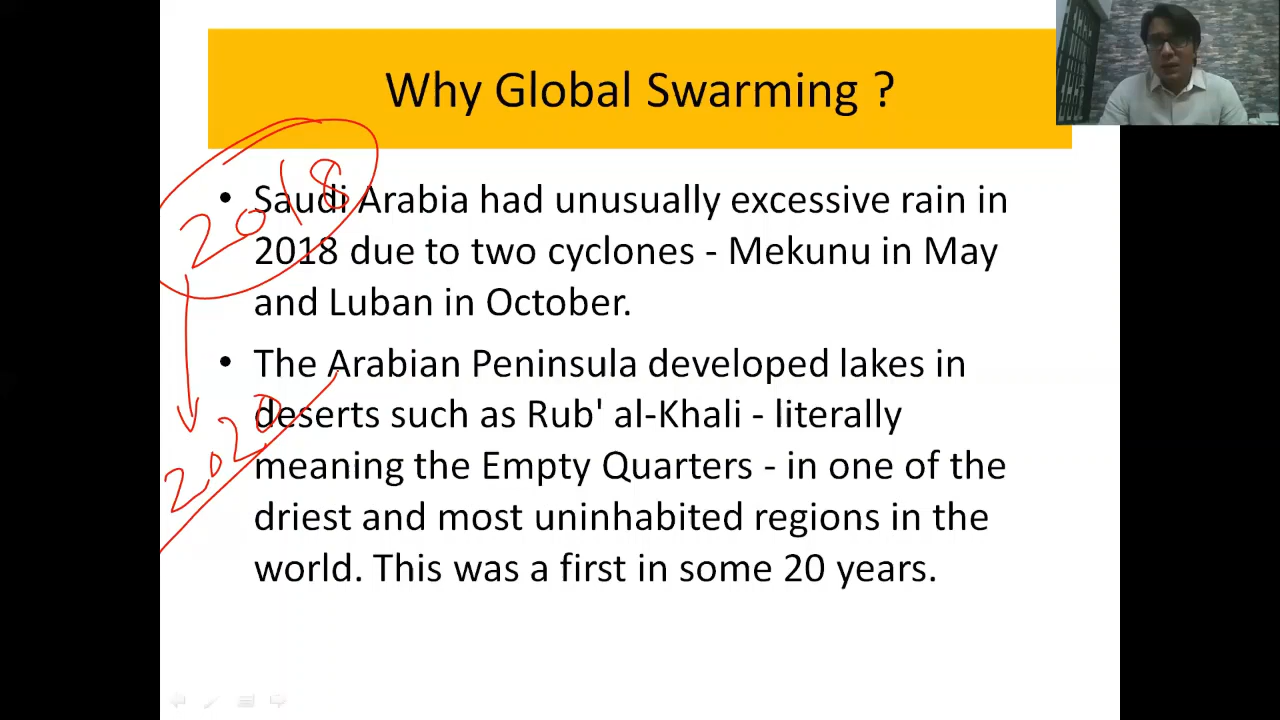 Why Global Swarming ?
2018
• Saudi Arabia had unusually excessive rain in
2018 due to two cyclones - Mekunu in May
and Luban in October.
• The Arabian Peninsula developed lakes in
deserts such as Rub' al-Khali - literally
2020
meaning the Empty Quarters - in one of the
driest and most uninhabited regions in the
world. This was a first in some 20 years.